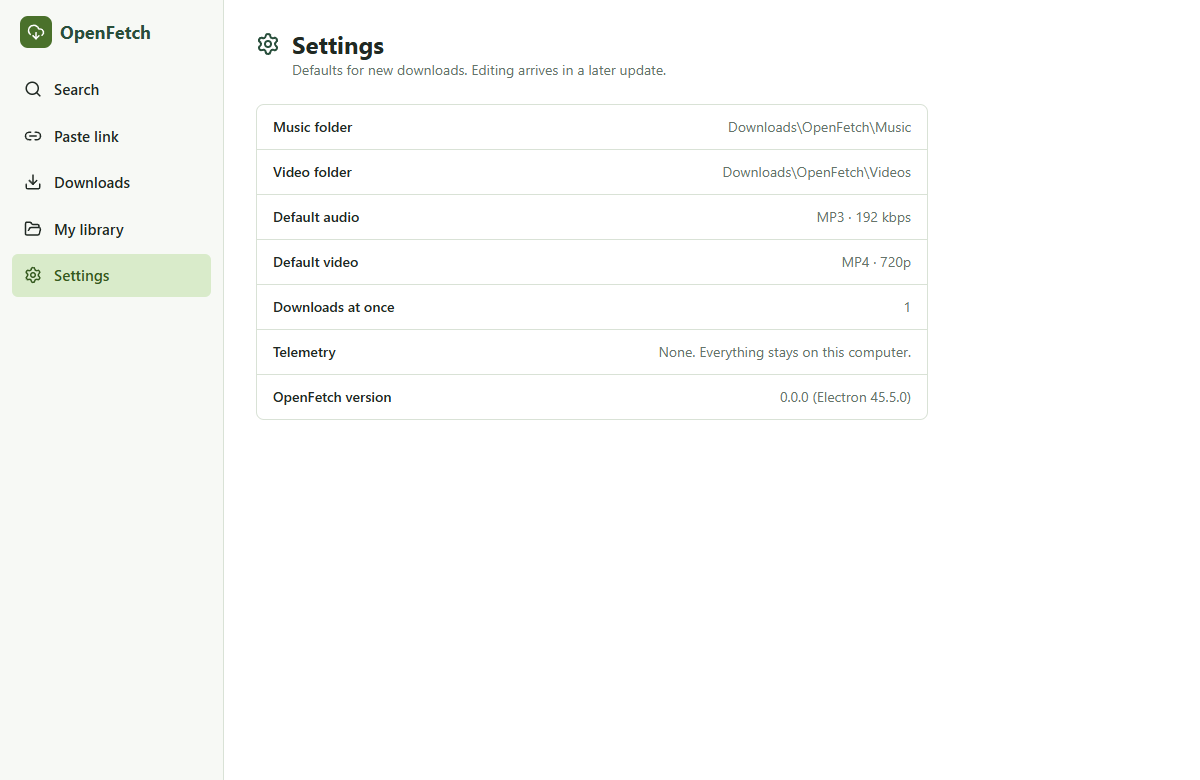 OpenFetch
Search
Paste link
Downloads
My library
Settings
Settings
Defaults for new downloads. Editing arrives in a later update.
Music folder Downloads\OpenFetch\Music
Video folder Downloads\OpenFetch\Videos
Default audio MP3 · 192 kbps
Default video MP4 · 720p
Downloads at once 1
Telemetry None. Everything stays on this computer.
OpenFetch version 0.0.0 (Electron 45.5.0)